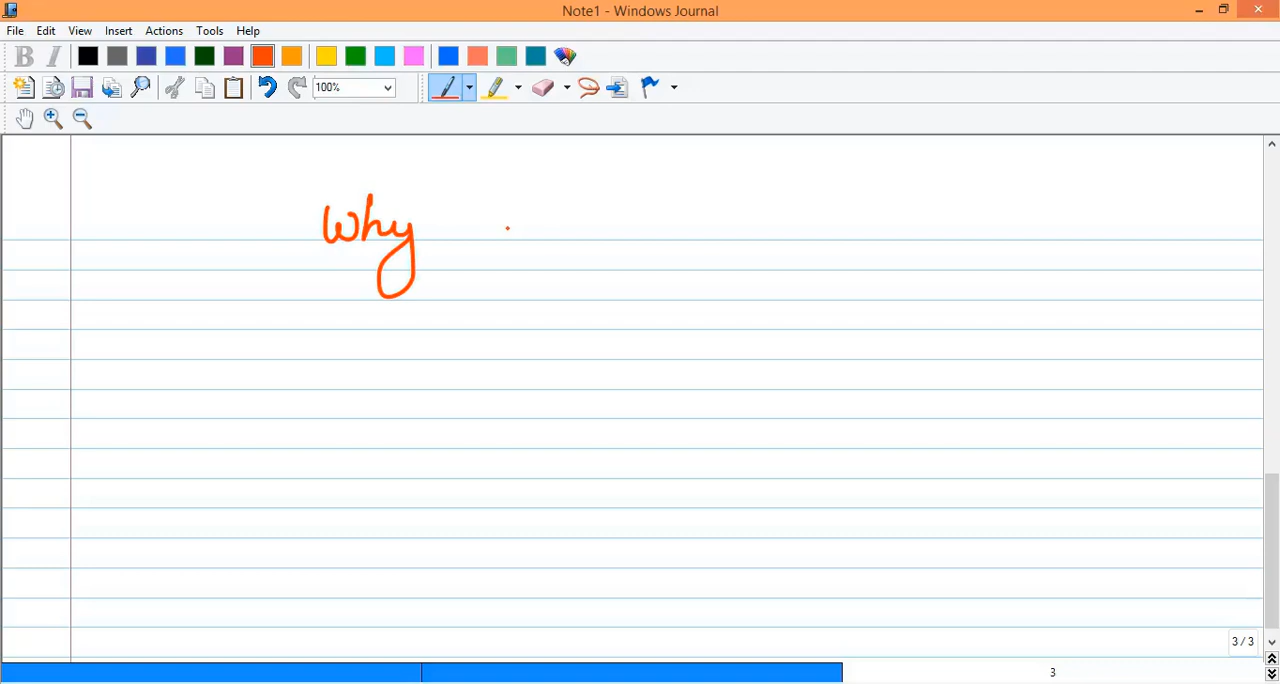 Note1 - Windows Journal
File Edit View Insert Actions Tools Help
B I
100%
Why
3 / 3
3